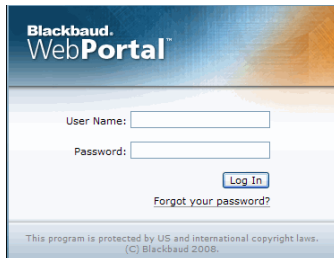 Blackbaud.
WebPortal™
User Name:
Password:
Log In
Forgot your password?
This program is protected by US and international copyright laws.
(C) Blackbaud 2008.